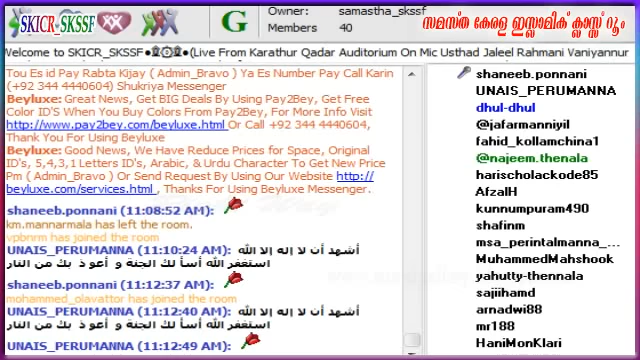 SKICR_SKSSF
G
Owner: samastha_skssf
Members 40
സമസ്ത കേരള ഇസ്ലാമിക് ക്ലാസ്സ് റൂം
Welcome to SKICR_SKSSF●(Live From Karathur Qadar Auditorium On Mic Usthad Jaleel Rahmani Vaniyannur
Tou Es id Pay Rabta Kijay ( Admin_Bravo ) Ya Es Number Pay Call Karin
(+92 344 4440604) Shukriya Messenger
Beyluxe: Great News, Get BIG Deals By Using Pay2Bey, Get Free
Color ID'S When You Buy Colors From Pay2Bey, For More Info Visit
http://www.pay2bey.com/beyluxe.html Or Call +92 344 4440604,
Thank You For Using Beyluxe
Beyluxe: Good News, We Have Reduce Prices for Space, Original
ID's, 5,4,3,1 Letters ID's, Arabic, & Urdu Character To Get New Price
Pm ( Admin_Bravo ) Or Send Request By Using Our Website http://
beyluxe.com/services.html , Thanks For Using Beyluxe Messenger..
shaneeb.ponnani (11:08:52 AM):
km.mannarmala has left the room.
vpbnrm has joined the room
UNAIS_PERUMANNA (11:10:24 AM): أشهد أن لا إله إلا الله
استغفر الله أسأ لك الجنة و أعو ذ بك من النار
shaneeb.ponnani (11:12:37 AM):
mohammed_olavattor has joined the room
UNAIS_PERUMANNA (11:12:40 AM): أشهد أن لا إله إلا الله
استغفر الله أسأ لك الجنة و أعو ذ بك من النار
UNAIS_PERUMANNA (11:12:49 AM):
shaneeb.ponnani
UNAIS_PERUMANNA
dhul-dhul
@jafarmanniyil
fahid_kollamchina1
@najeem.thenala
harischolackode85
AfzalH
kunnumpuram490
shafinm
msa_perintalmanna_...
MuhammedMahshook
yahutty-thennala
sajiihamd
arnadwi88
mr188
HaniMonKlari